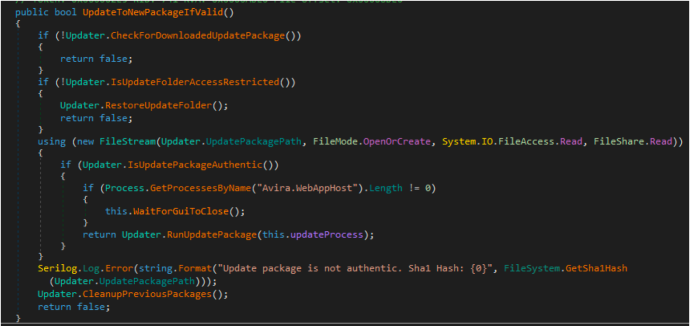 public bool UpdateToNewPackageIfValid()
{
if (!Updater.CheckForDownloadedUpdatePackage())
{
return false;
}
if (!Updater.IsUpdateFolderAccessRestricted())
{
Updater.RestoreUpdateFolder();
return false;
}
using (new FileStream(Updater.UpdatePackagePath, FileMode.OpenOrCreate, System.IO.FileAccess.Read, FileShare.Read))
{
if (Updater.IsUpdatePackageAuthentic())
{
if (Process.GetProcessesByName("Avira.WebAppHost").Length != 0)
{
this.WaitForGuiToClose();
}
return Updater.RunUpdatePackage(this.updateProcess);
}
}
Serilog.Log.Error(string.Format("Update package is not authentic. Sha1 Hash: {0}", FileSystem.GetSha1Hash
(Updater.UpdatePackagePath)));
Updater.CleanupPreviousPackages();
return false;
}